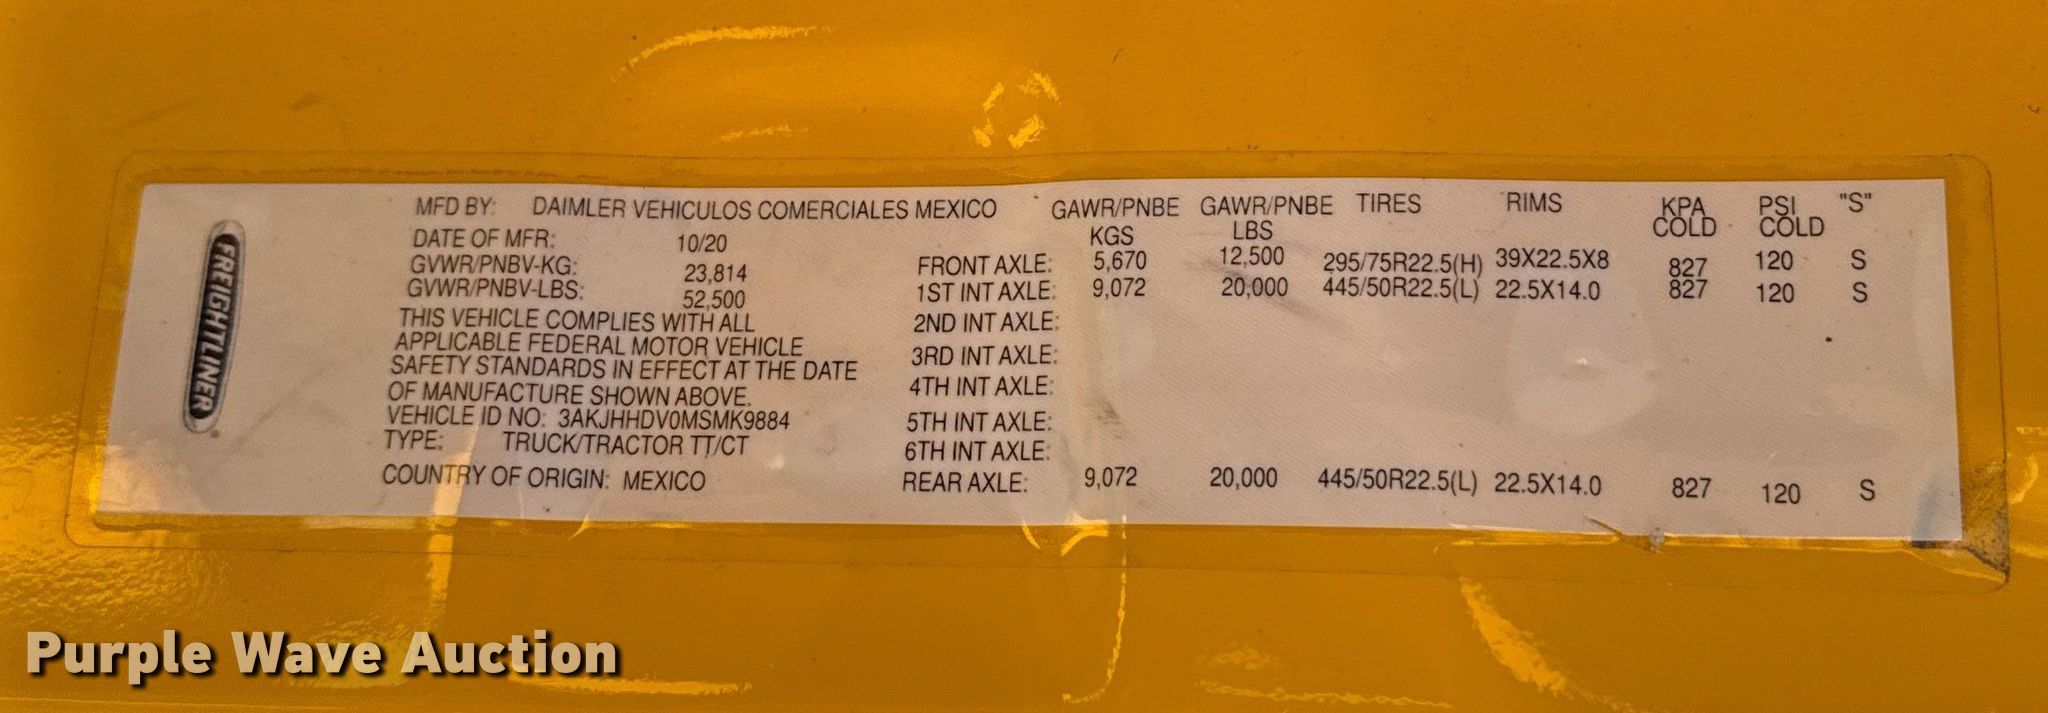 FREIGHTLINER
MFD BY: DAIMLER VEHICULOS COMERCIALES MEXICO
DATE OF MFR: 10/20
GVWR/PNBV-KG: 23,814
GVWR/PNBV-LBS: 52,500
THIS VEHICLE COMPLIES WITH ALL
APPLICABLE FEDERAL MOTOR VEHICLE
SAFETY STANDARDS IN EFFECT AT THE DATE
OF MANUFACTURE SHOWN ABOVE.
VEHICLE ID NO: 3AKJHHDV0MSMK9884
TYPE: TRUCK/TRACTOR TT/CT
COUNTRY OF ORIGIN: MEXICO
GAWR/PNBE GAWR/PNBE TIRES RIMS KPA PSI "S"
KGS LBS COLD COLD
FRONT AXLE: 5,670 12,500 295/75R22.5(H) 39X22.5X8 827 120 S
1ST INT AXLE: 9,072 20,000 445/50R22.5(L) 22.5X14.0 827 120 S
2ND INT AXLE:
3RD INT AXLE:
4TH INT AXLE:
5TH INT AXLE:
6TH INT AXLE:
REAR AXLE: 9,072 20,000 445/50R22.5(L) 22.5X14.0 827 120 S
Purple Wave Auction